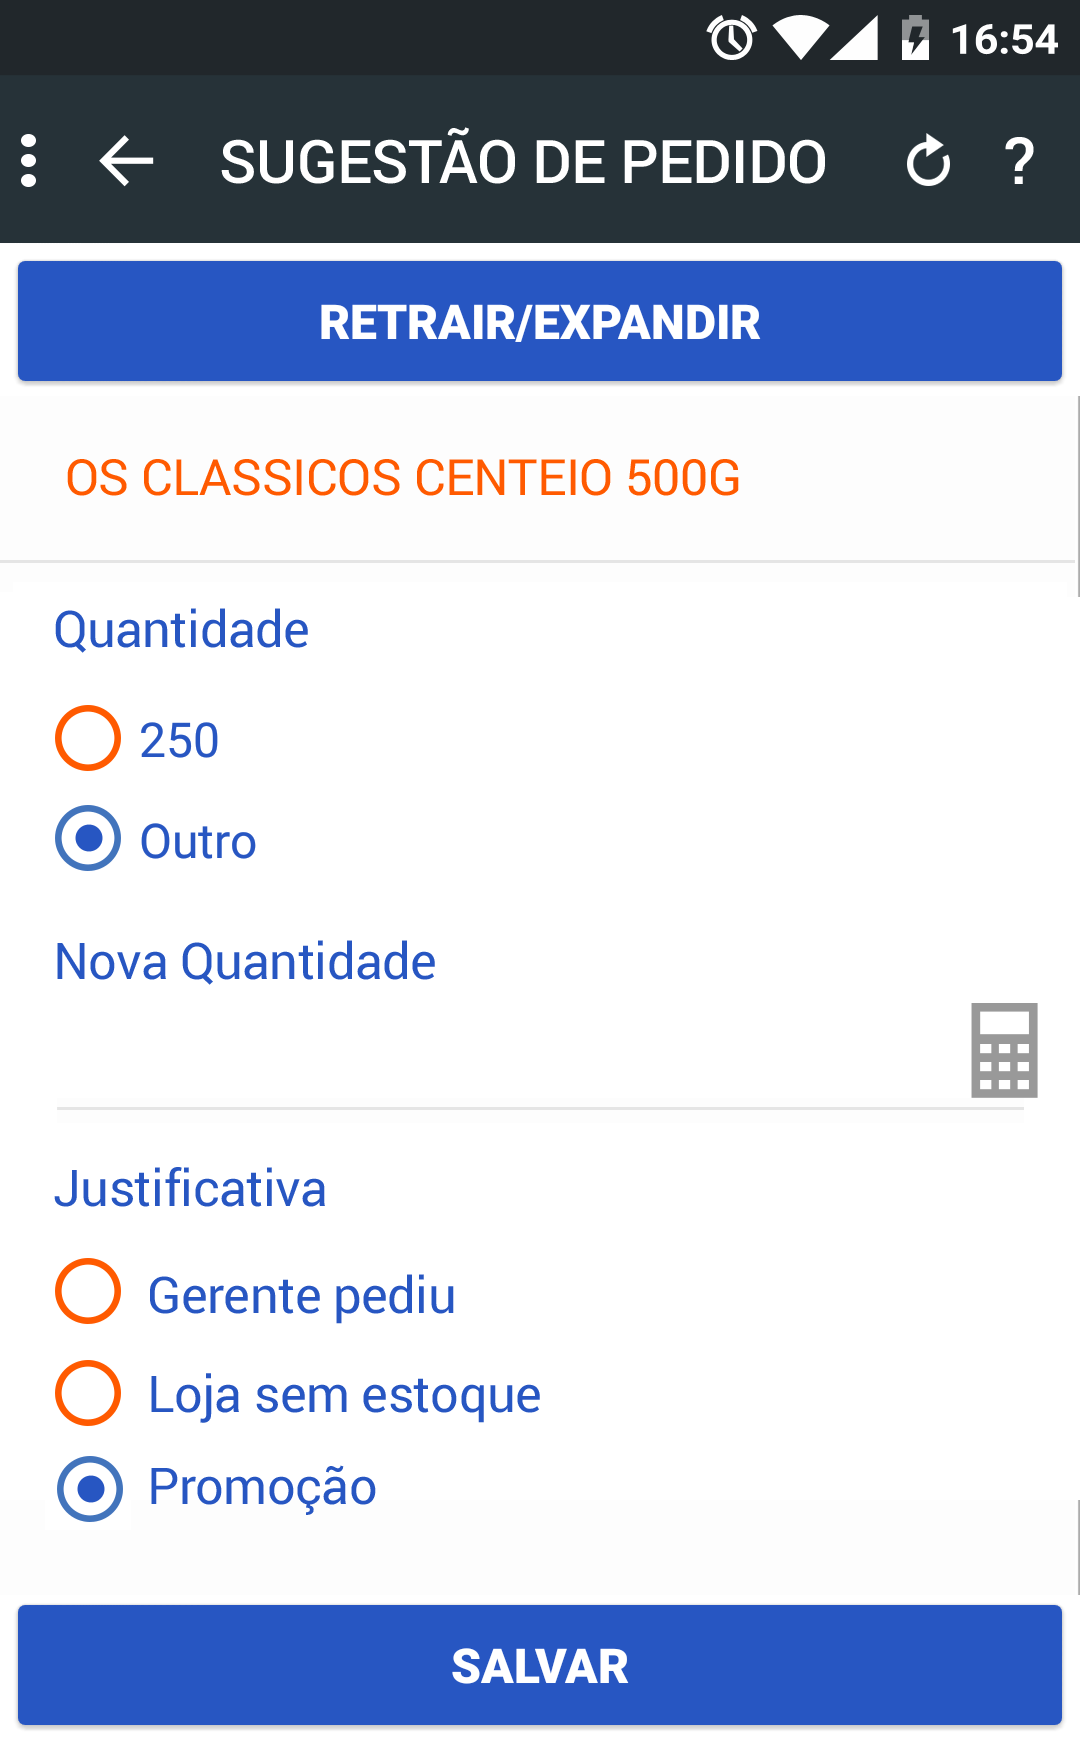 16:54
SUGESTÃO DE PEDIDO ?
RETRAIR/EXPANDIR
OS CLASSICOS CENTEIO 500G
Quantidade
250
Outro
Nova Quantidade
Justificativa
Gerente pediu
Loja sem estoque
Promoção
SALVAR